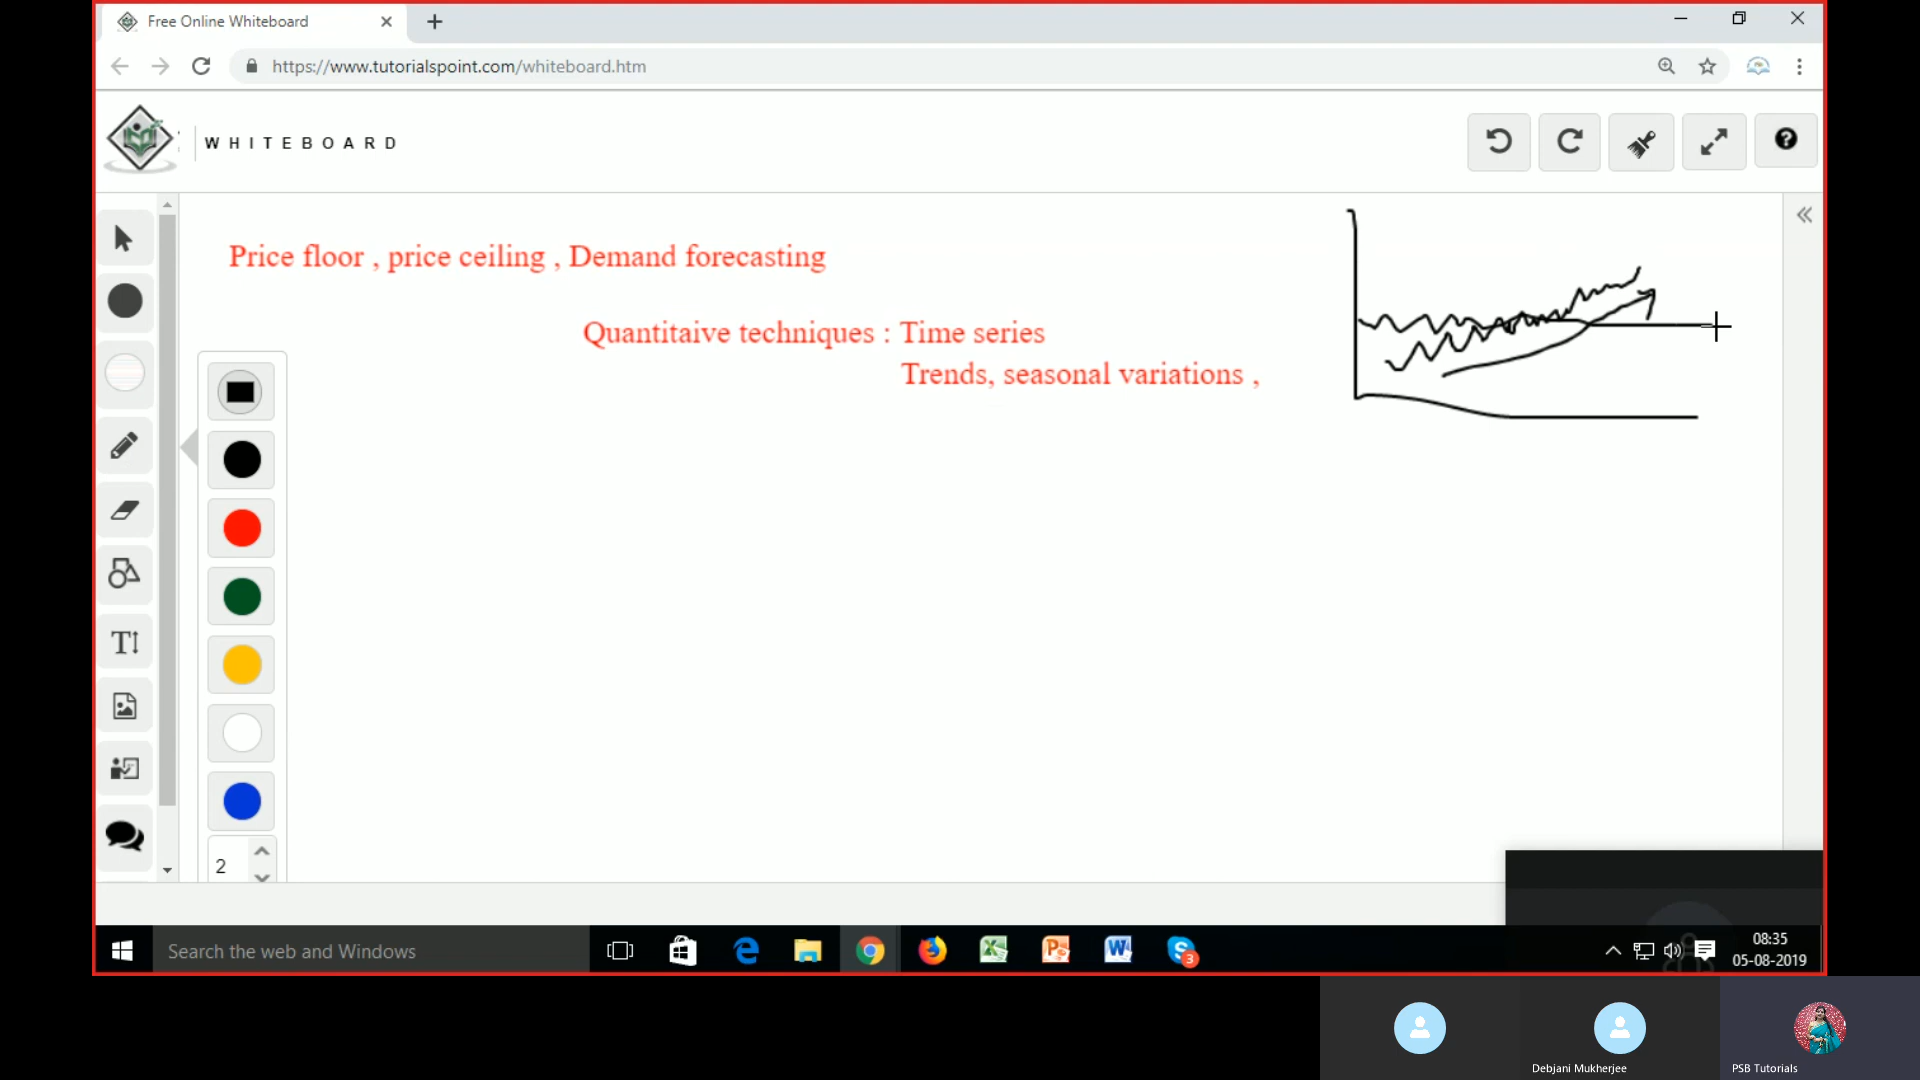 Free Online Whiteboard
https://www.tutorialspoint.com/whiteboard.htm
WHITEBOARD
Price floor , price ceiling , Demand forecasting
Quantitaive techniques : Time series
Trends, seasonal variations ,
T
2
Search the web and Windows
3
08:35
05-08-2019
Debjani Mukherjee
PSB Tutorials